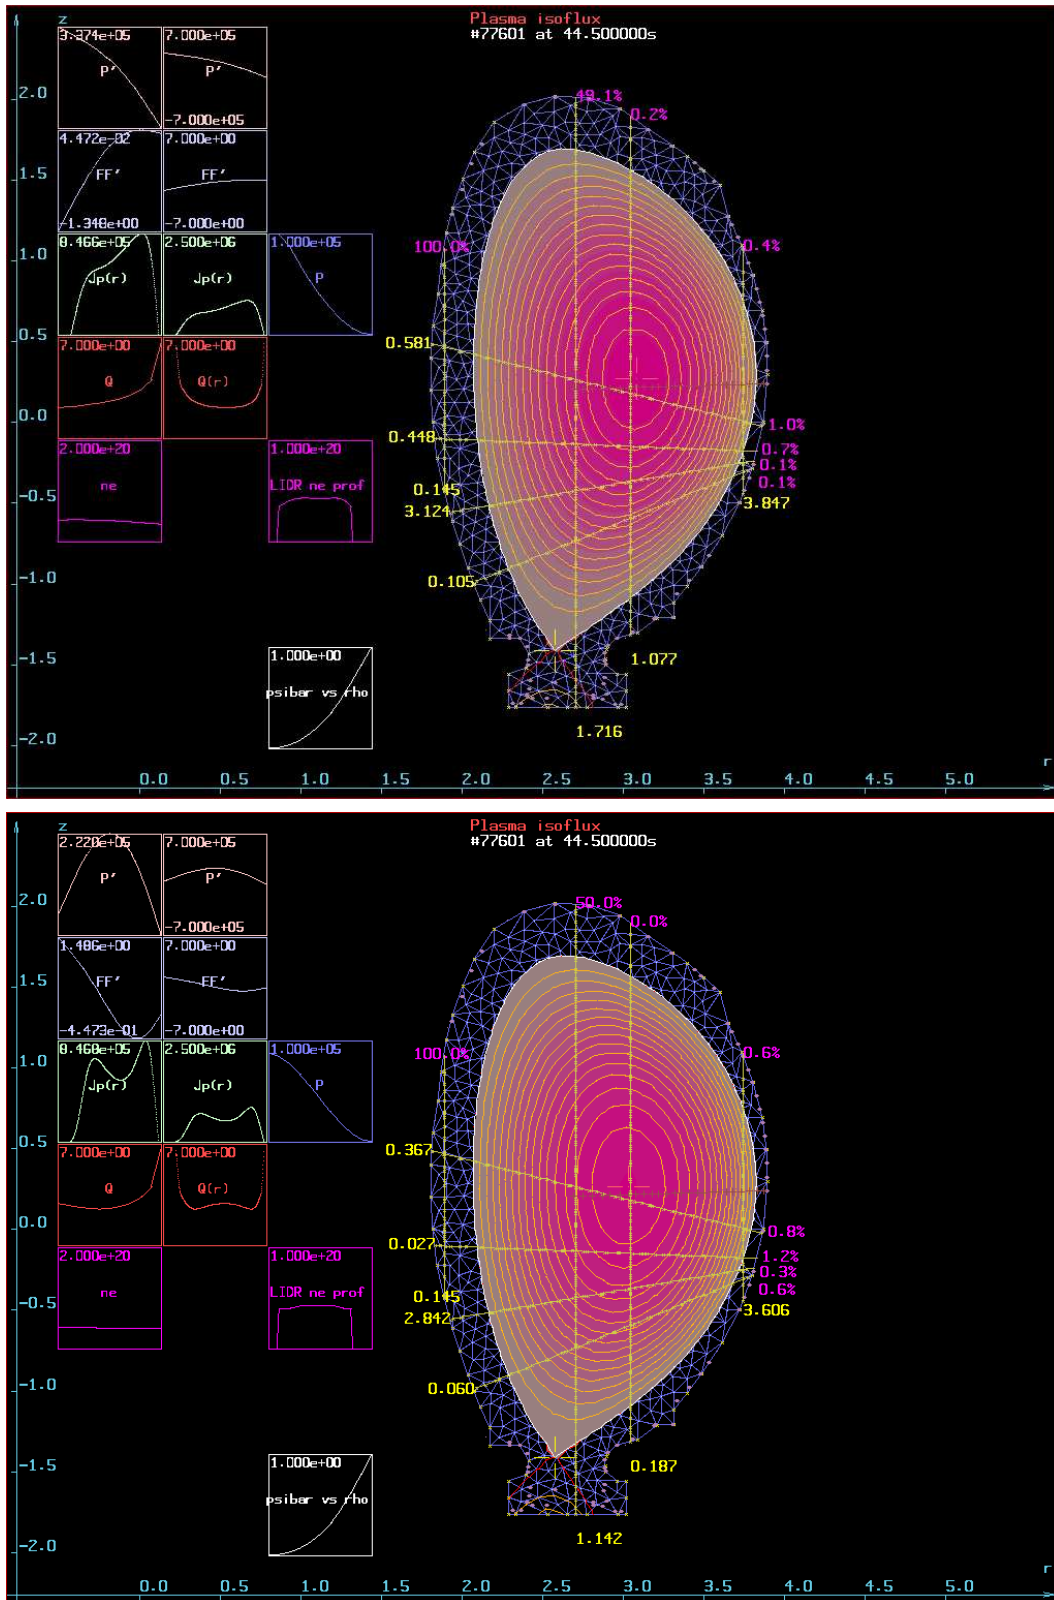 z
Plasma isoflux
#77601 at 44.500000s
3.374e+05
7.000e+05
P'
P'
-7.000e+05
2.0
49.1%
0.2%
4.472e-02
7.000e+00
FF'
FF'
-1.348e+00
-7.000e+00
1.5
8.466e+05
2.500e+06
1.000e+05
100.0%
0.4%
1.0
Jp(r)
Jp(r)
P
0.5
7.000e+00
7.000e+00
0.581
Q
Q(r)
0.0
1.0%
0.448
2.000e+20
1.000e+20
0.7%
0.1%
ne
LIDR ne prof
0.145
0.1%
-0.5
3.124
3.847
-1.0
0.105
1.000e+00
1.077
-1.5
psibar vs rho
1.716
-2.0
r
0.0 0.5 1.0 1.5 2.0 2.5 3.0 3.5 4.0 4.5 5.0
z
Plasma isoflux
#77601 at 44.500000s
2.220e+05
7.000e+05
P'
P'
-7.000e+05
2.0
50.0%
0.0%
1.486e+00
7.000e+00
FF'
FF'
-4.473e-01
-7.000e+00
1.5
8.460e+05
2.500e+06
1.000e+05
100.0%
0.6%
1.0
Jp(r)
Jp(r)
P
0.5
7.000e+00
7.000e+00
0.367
Q
Q(r)
0.0
0.8%
0.027
2.000e+20
1.000e+20
1.2%
0.3%
ne
LIDR ne prof
0.145
0.6%
-0.5
2.842
3.606
-1.0
0.060
1.000e+00
0.187
-1.5
psibar vs rho
1.142
-2.0
r
0.0 0.5 1.0 1.5 2.0 2.5 3.0 3.5 4.0 4.5 5.0